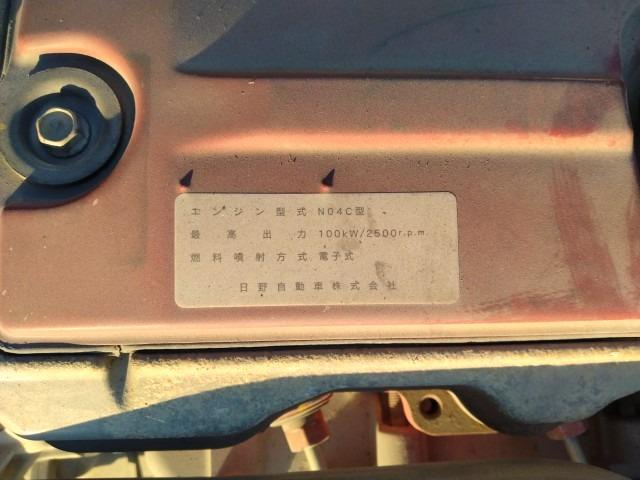 エンジン型式 N04C型
最高出力 100kW/2500r.p.m.
燃料噴射方式 電子式
日野自動車株式会社